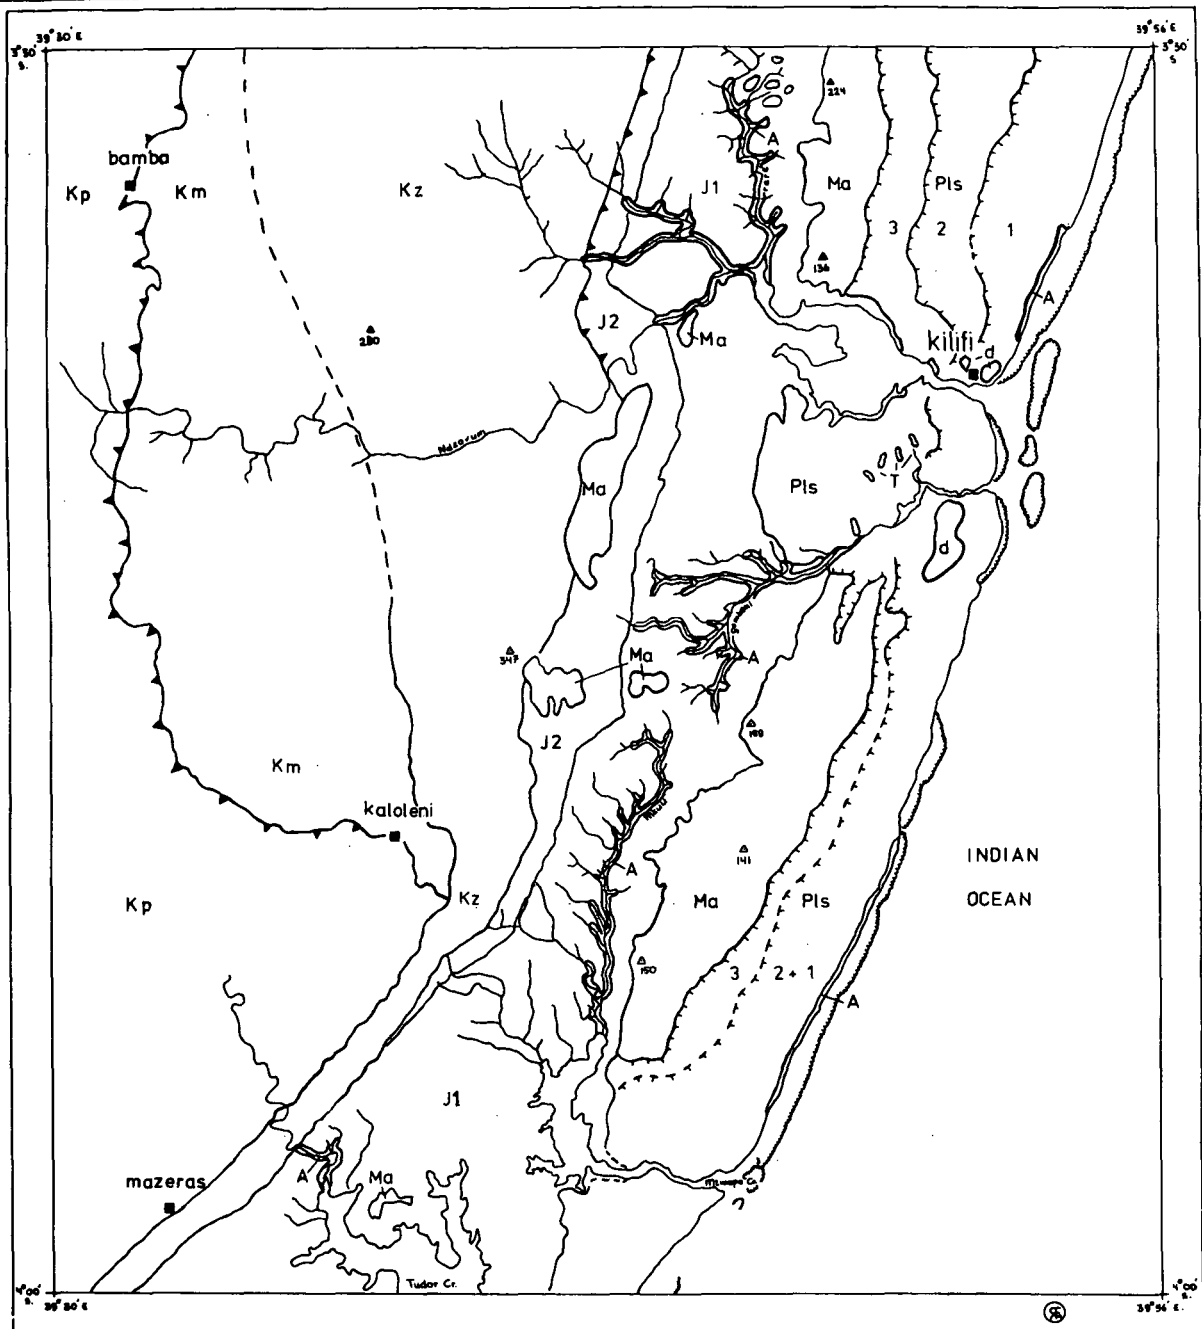 39° 30' E
39° 56' E
3° 30' S.
3° 30' S
224
A
bamba
Kp
Km
Kz
J1
Ma
Pls
3
2
1
136
A
J2
280
Ma
kilifi
d
Ndzovuni
Ma
Pls
T
d
347
Ma
A
J2
Km
kaloleni
141
INDIAN
OCEAN
A
Kp
Kz
Ma
Pls
150
3
2 + 1
A
J1
mazeras
A
Ma
Tudor Cr.
4° 00' S.
4° 00' S.
39° 30' E
39° 56' E.